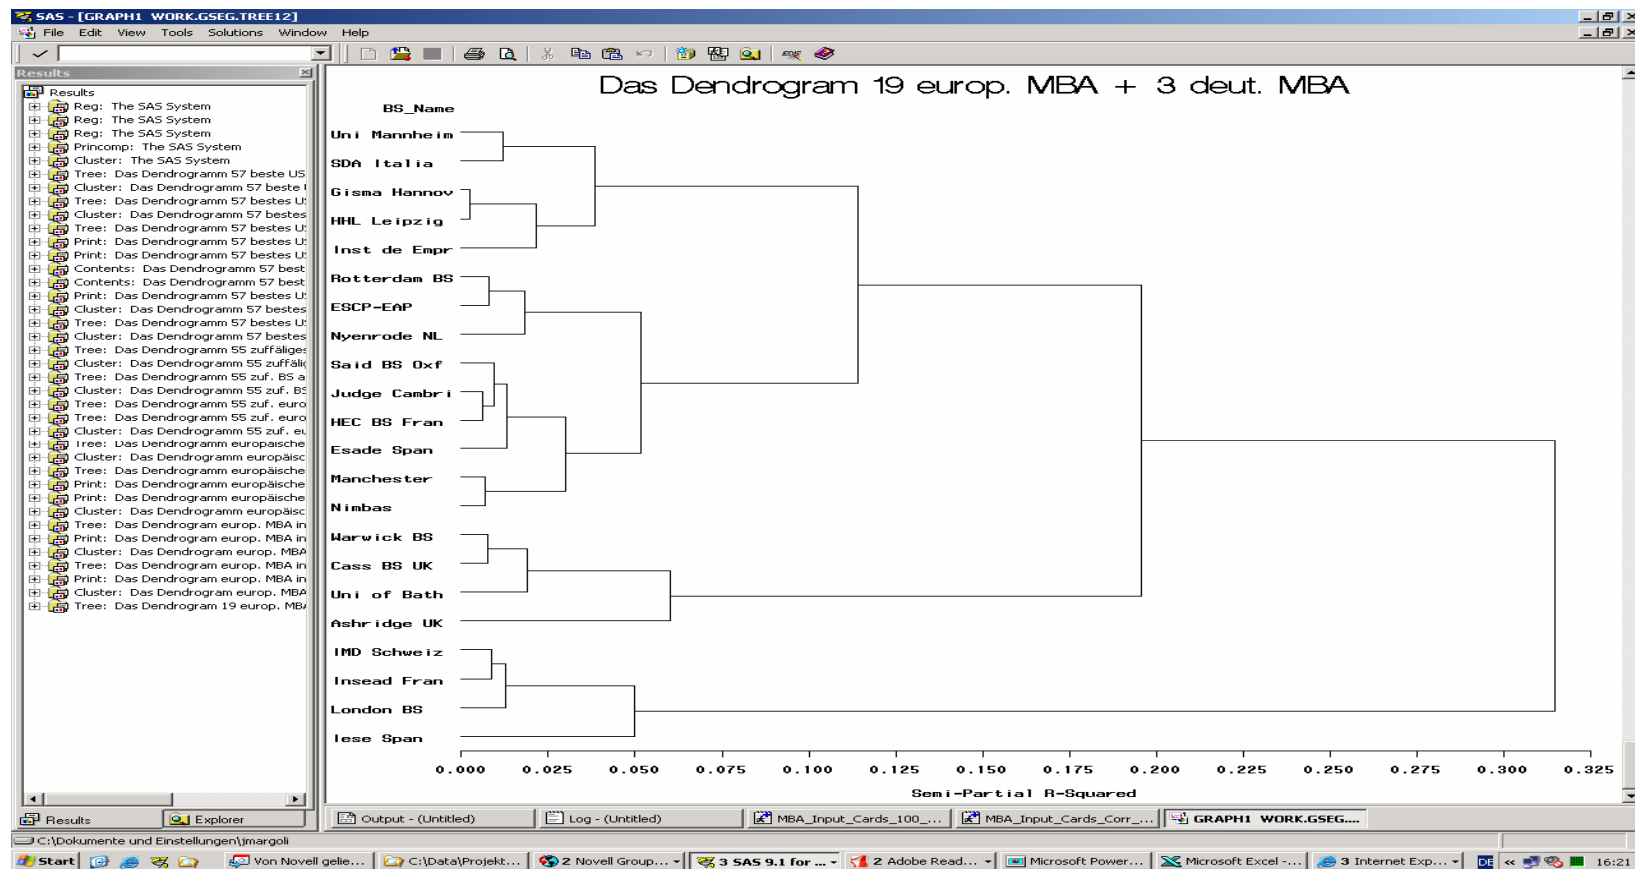 SAS - [GRAPH1 WORK.GSEG.TREE12]
File Edit View Tools Solutions Window Help
Results
Results
Reg: The SAS System
Reg: The SAS System
Reg: The SAS System
Princomp: The SAS System
Cluster: The SAS System
Tree: Das Dendrogramm 57 beste US
Cluster: Das Dendrogramm 57 beste
Tree: Das Dendrogramm 57 bestes U
Cluster: Das Dendrogramm 57 bestes
Tree: Das Dendrogramm 57 bestes U
Print: Das Dendrogramm 57 bestes U
Print: Das Dendrogramm 57 bestes U
Contents: Das Dendrogramm 57 best
Contents: Das Dendrogramm 57 best
Print: Das Dendrogramm 57 bestes U
Cluster: Das Dendrogramm 57 bestes
Tree: Das Dendrogramm 57 bestes U
Cluster: Das Dendrogramm 57 bestes
Tree: Das Dendrogramm 55 zuffäliges
Cluster: Das Dendrogramm 55 zuffäli
Tree: Das Dendrogramm 55 zuf. BS a
Cluster: Das Dendrogramm 55 zuf. BS
Tree: Das Dendrogramm 55 zuf. euro
Tree: Das Dendrogramm 55 zuf. euro
Cluster: Das Dendrogramm 55 zuf. eu
Tree: Das Dendrogramm europäische
Cluster: Das Dendrogramm europäisc
Tree: Das Dendrogramm europäische
Print: Das Dendrogramm europäische
Print: Das Dendrogramm europäische
Cluster: Das Dendrogramm europäisc
Tree: Das Dendrogram europ. MBA in
Print: Das Dendrogram europ. MBA in
Cluster: Das Dendrogram europ. MBA
Tree: Das Dendrogram europ. MBA in
Print: Das Dendrogram europ. MBA in
Cluster: Das Dendrogram europ. MBA
Tree: Das Dendrogram 19 europ. MB
Results Explorer
Das Dendrogram 19 europ. MBA + 3 deut. MBA
BS_Name
Uni Mannheim
SDA Italia
Gisma Hannov
HHL Leipzig
Inst de Empr
Rotterdam BS
ESCP-EAP
Nyenrode NL
Said BS Oxf
Judge Cambri
HEC BS Fran
Esade Span
Manchester
Nimbas
Warwick BS
Cass BS UK
Uni of Bath
Ashridge UK
IMD Schweiz
Insead Fran
London BS
Iese Span
0.000 0.025 0.050 0.075 0.100 0.125 0.150 0.175 0.200 0.225 0.250 0.275 0.300 0.325
Semi-Partial R-Squared
Output - (Untitled) Log - (Untitled) MBA_Input_Cards_100_... MBA_Input_Cards_Corr_... GRAPH1 WORK.GSEG....
C:\Dokumente und Einstellungen\jmargoli
Start Von Novell gelie... C:\Data\Projekt... 2 Novell Group... 3 SAS 9.1 for ... 2 Adobe Read... Microsoft Power... Microsoft Excel -... 3 Internet Exp... DE « 16:21